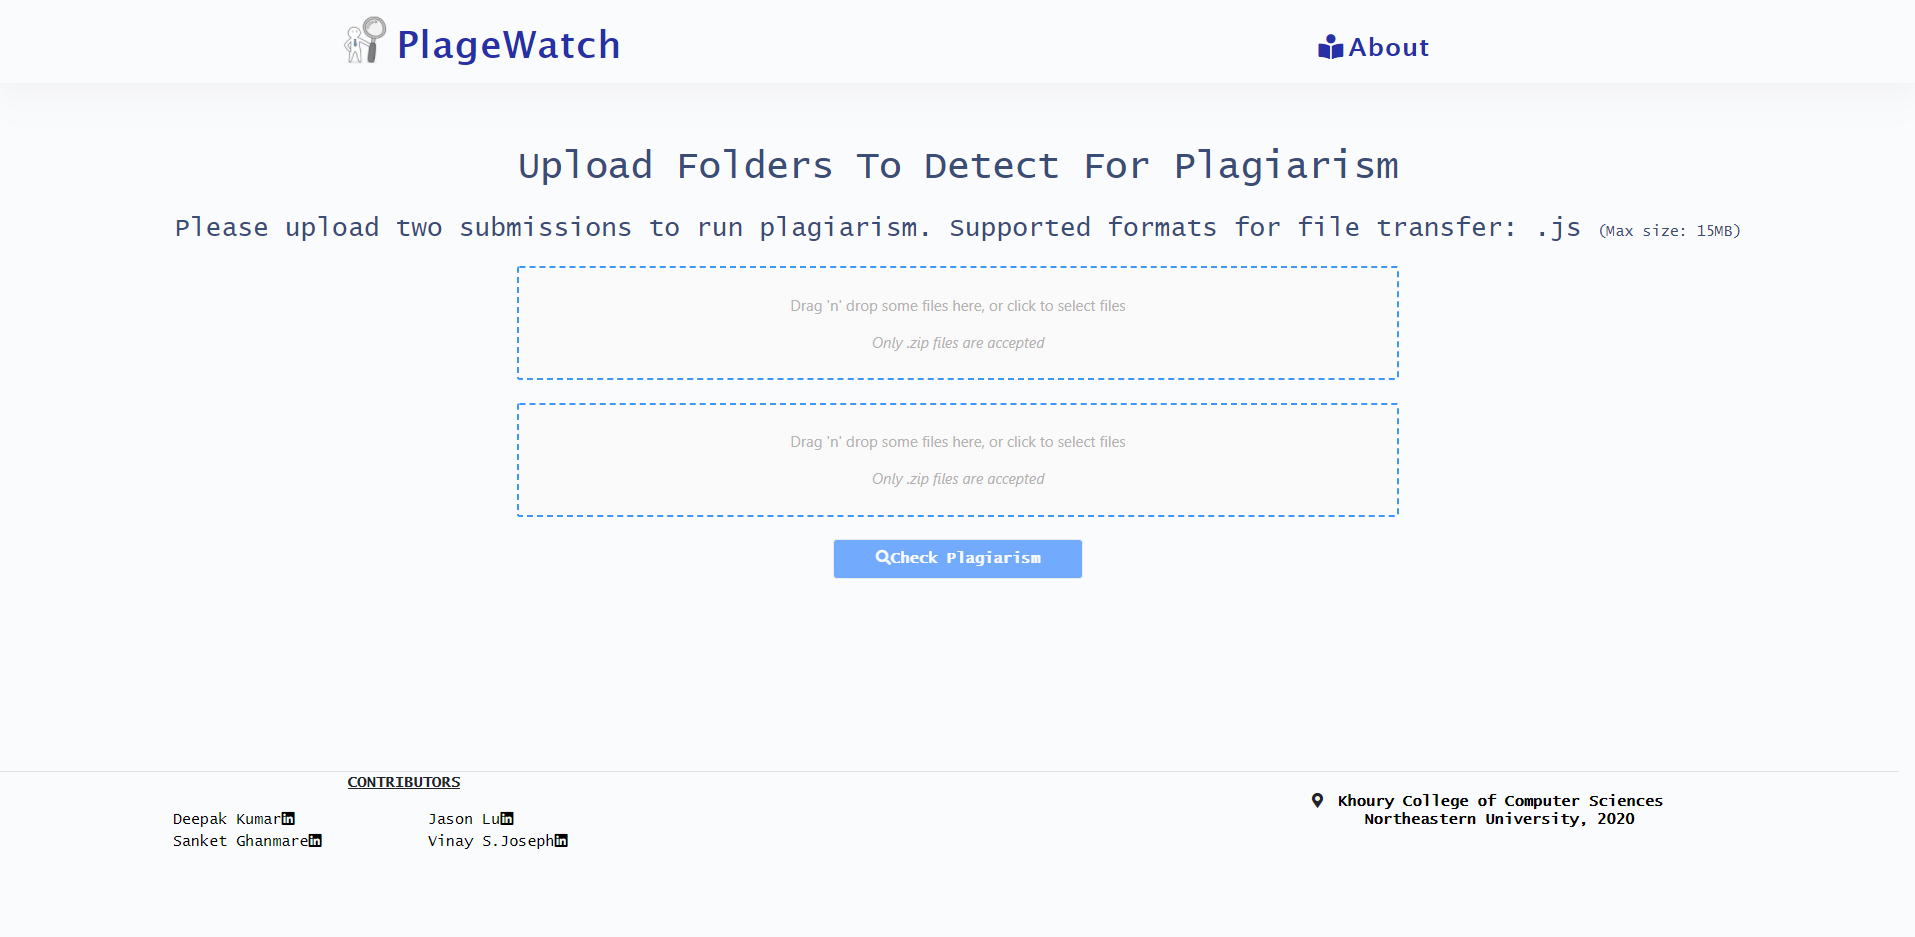 PlageWatch
About
Upload Folders To Detect For Plagiarism
Please upload two submissions to run plagiarism. Supported formats for file transfer: .js (Max size: 15MB)
Drag 'n' drop some files here, or click to select files
Only .zip files are accepted
Drag 'n' drop some files here, or click to select files
Only .zip files are accepted
Check Plagiarism
CONTRIBUTORS
Deepak Kumar
Jason Lu
Sanket Ghanmare
Vinay S.Joseph
Khoury College of Computer Sciences
Northeastern University, 2020